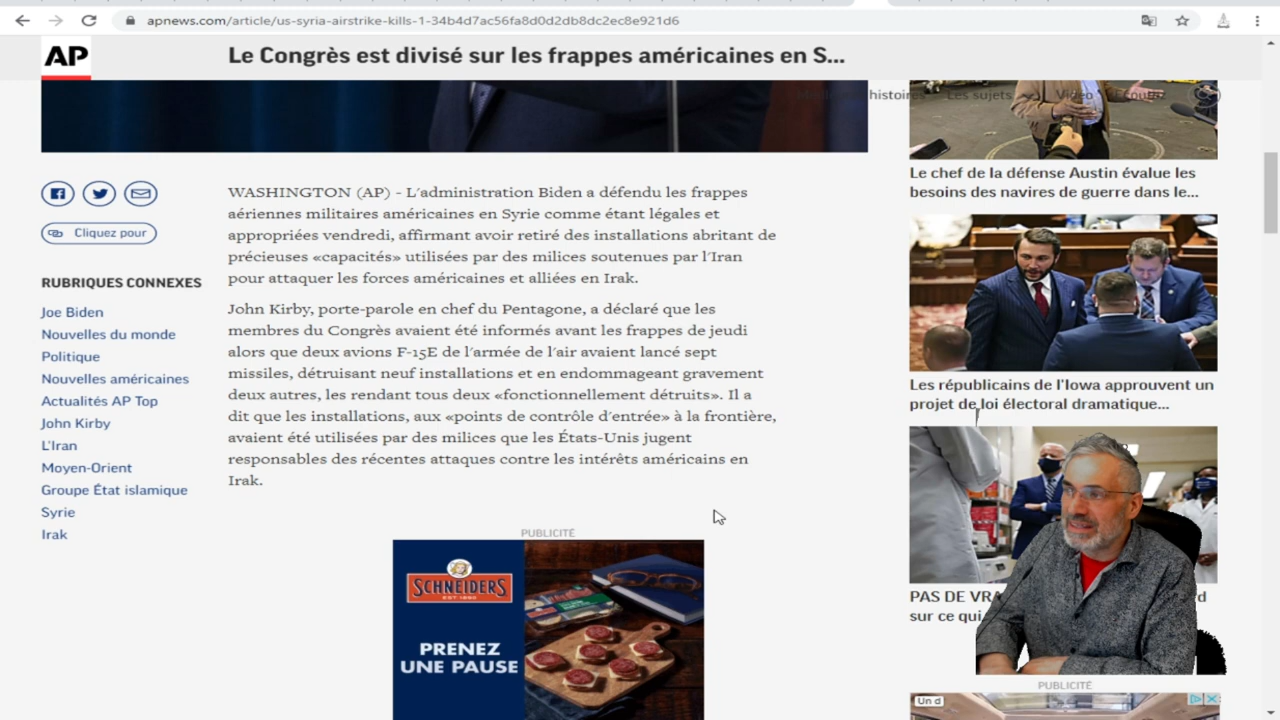 apnews.com/article/us-syria-airstrike-kills-1-34b4d7ac56fa8d0d2db8dc2ec8e921d6
AP
Le Congrès est divisé sur les frappes américaines en S...
histoires
Les sujets
Vidéo
Cliquez pour
RUBRIQUES CONNEXES
Joe Biden
Nouvelles du monde
Politique
Nouvelles américaines
Actualités AP Top
John Kirby
L'Iran
Moyen-Orient
Groupe État islamique
Syrie
Irak
WASHINGTON (AP) - L'administration Biden a défendu les frappes
aériennes militaires américaines en Syrie comme étant légales et
appropriées vendredi, affirmant avoir retiré des installations abritant de
précieuses «capacités» utilisées par des milices soutenues par l'Iran
pour attaquer les forces américaines et alliées en Irak.
John Kirby, porte-parole en chef du Pentagone, a déclaré que les
membres du Congrès avaient été informés avant les frappes de jeudi
alors que deux avions F-15E de l'armée de l'air avaient lancé sept
missiles, détruisant neuf installations et en endommageant gravement
deux autres, les rendant tous deux «fonctionnellement détruits». Il a
dit que les installations, aux «points de contrôle d'entrée» à la frontière,
avaient été utilisées par des milices que les États-Unis jugent
responsables des récentes attaques contre les intérêts américains en
Irak.
PUBLICITÉ
SCHNEIDERS
EST. 1890
PRENEZ
UNE PAUSE
Le chef de la défense Austin évalue les
besoins des navires de guerre dans le...
Les républicains de l'Iowa approuvent un
projet de loi électoral dramatique...
PAS DE VRA
sur ce qui
PUBLICITÉ
Un d